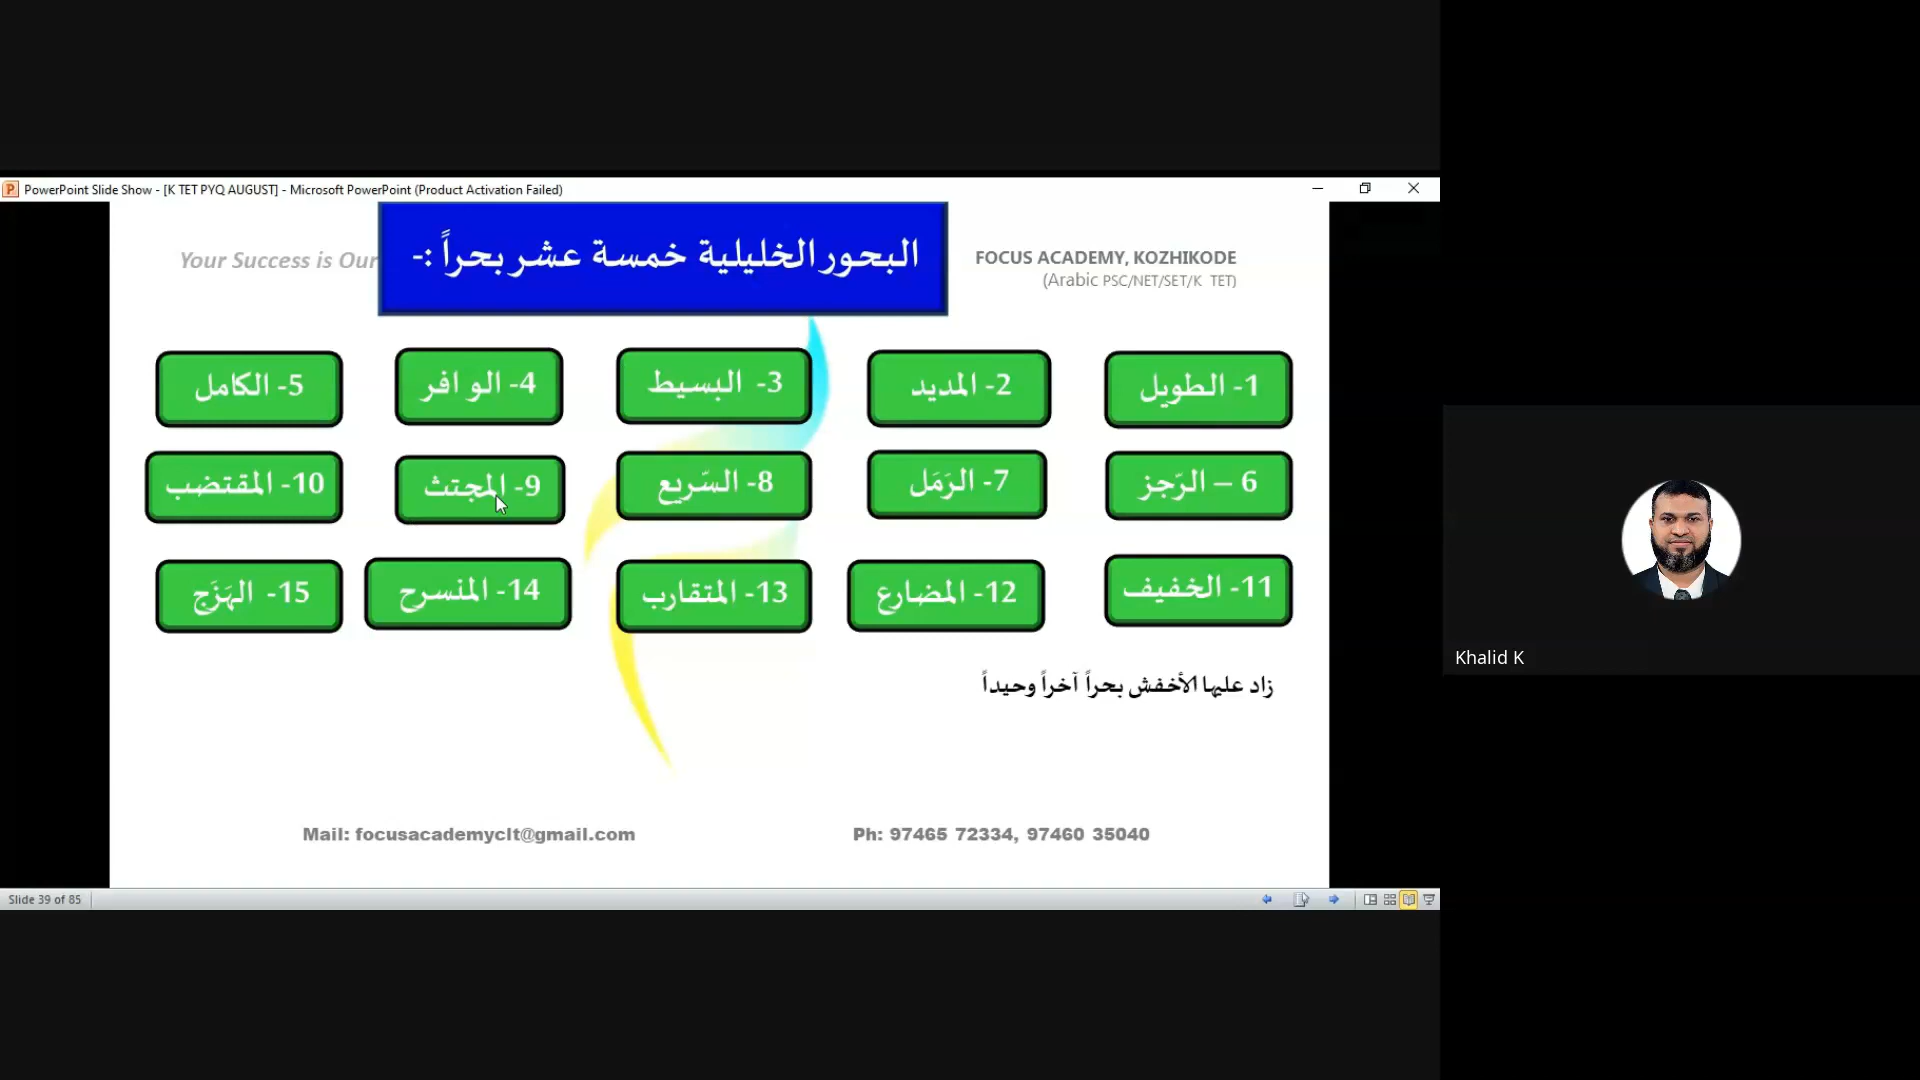 PowerPoint Slide Show - [K TET PYQ AUGUST] - Microsoft PowerPoint (Product Activation Failed)
Your Success is Our
البحور الخليلية خمسة عشر بحراً :-
FOCUS ACADEMY, KOZHIKODE
(Arabic PSC/NET/SET/K TET)
1- الطويل
2- المديد
3- البسيط
4- الوافر
5- الكامل
6 – الرّجز
7- الرَمَل
8- السّريع
9- المجتث
10- المقتضب
11- الخفيف
12- المضارع
13- المتقارب
14- المنسرح
15- الهَزَج
زاد عليها الأخفش بحراً آخراً وحيداً
Mail: focusacademyclt@gmail.com
Ph: 97465 72334, 97460 35040
Slide 39 of 85
Khalid K